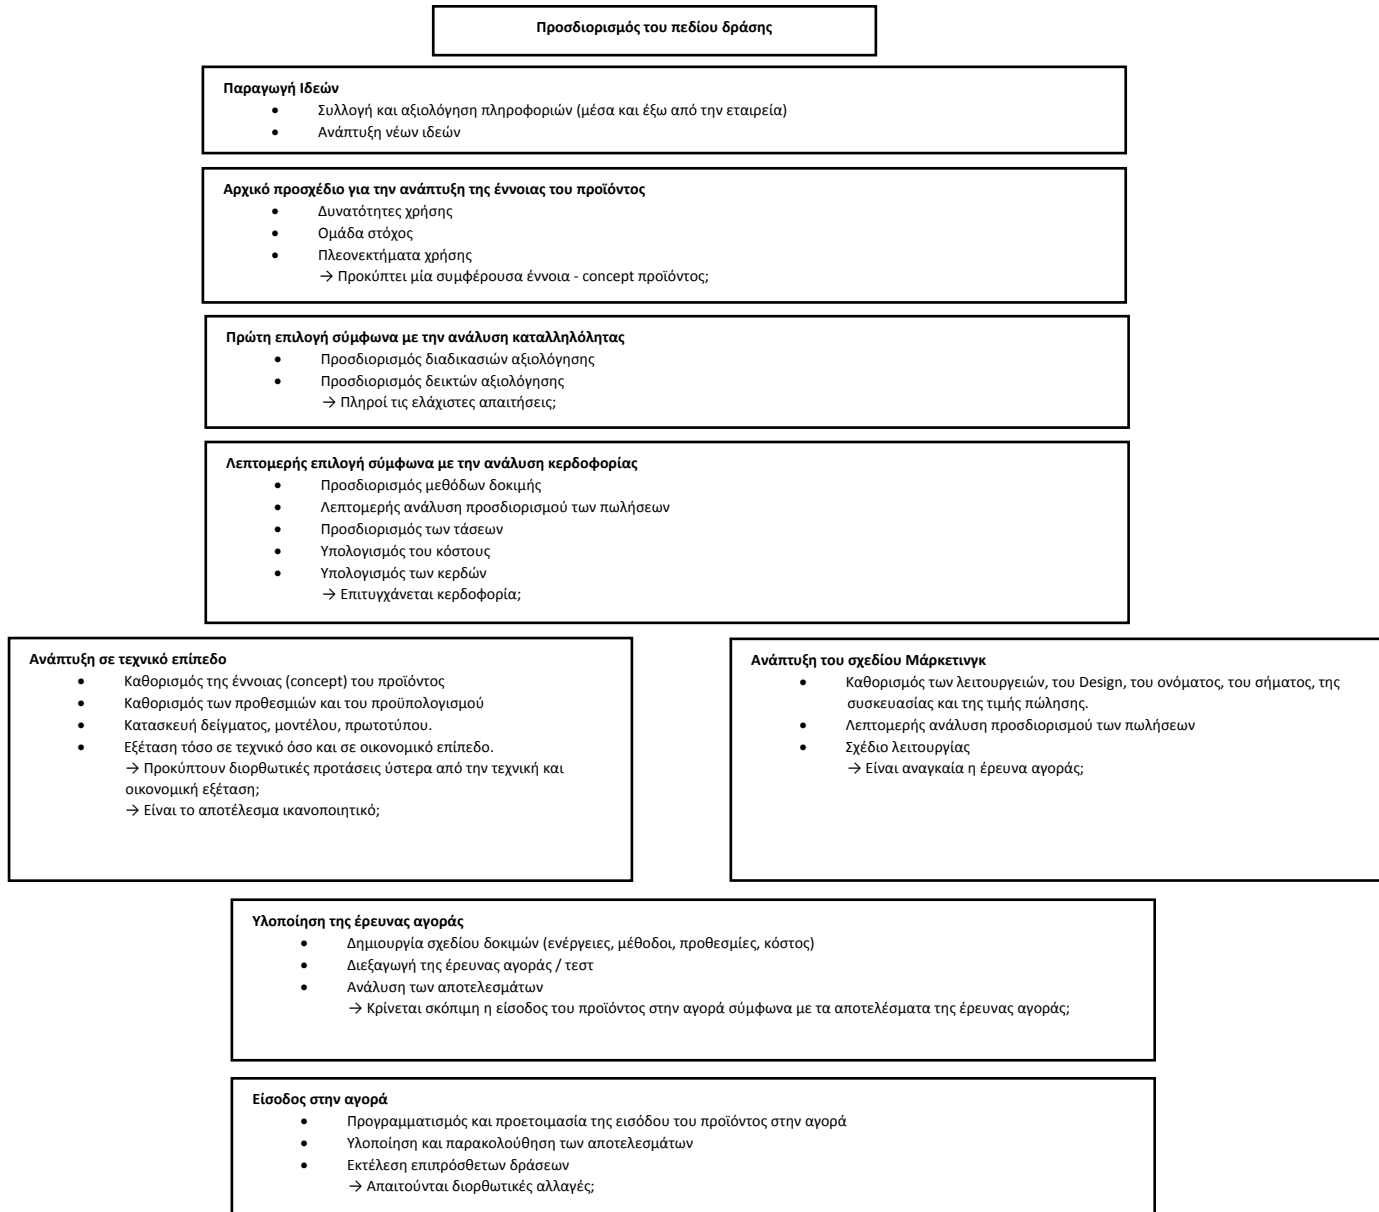 Προσδιορισμός του πεδίου δράσης
Παραγωγή Ιδεών
• Συλλογή και αξιολόγηση πληροφοριών (μέσα και έξω από την εταιρεία)
• Ανάπτυξη νέων ιδεών
Αρχικό προσχέδιο για την ανάπτυξη της έννοιας του προϊόντος
• Δυνατότητες χρήσης
• Ομάδα στόχος
• Πλεονεκτήματα χρήσης
→ Προκύπτει μία συμφέρουσα έννοια - concept προϊόντος;
Πρώτη επιλογή σύμφωνα με την ανάλυση καταλληλόλητας
• Προσδιορισμός διαδικασιών αξιολόγησης
• Προσδιορισμός δεικτών αξιολόγησης
→ Πληροί τις ελάχιστες απαιτήσεις;
Λεπτομερής επιλογή σύμφωνα με την ανάλυση κερδοφορίας
• Προσδιορισμός μεθόδων δοκιμής
• Λεπτομερής ανάλυση προσδιορισμού των πωλήσεων
• Προσδιορισμός των τάσεων
• Υπολογισμός του κόστους
• Υπολογισμός των κερδών
→ Επιτυγχάνεται κερδοφορία;
Ανάπτυξη σε τεχνικό επίπεδο
• Καθορισμός της έννοιας (concept) του προϊόντος
• Καθορισμός των προθεσμιών και του προϋπολογισμού
• Κατασκευή δείγματος, μοντέλου, πρωτοτύπου.
• Εξέταση τόσο σε τεχνικό όσο και σε οικονομικό επίπεδο.
→ Προκύπτουν διορθωτικές προτάσεις ύστερα από την τεχνική και
οικονομική εξέταση;
→ Είναι το αποτέλεσμα ικανοποιητικό;
Ανάπτυξη του σχεδίου Μάρκετινγκ
• Καθορισμός των λειτουργειών, του Design, του ονόματος, του σήματος, της
συσκευασίας και της τιμής πώλησης.
• Λεπτομερής ανάλυση προσδιορισμού των πωλήσεων
• Σχέδιο λειτουργίας
→ Είναι αναγκαία η έρευνα αγοράς;
Υλοποίηση της έρευνας αγοράς
• Δημιουργία σχεδίου δοκιμών (ενέργειες, μέθοδοι, προθεσμίες, κόστος)
• Διεξαγωγή της έρευνας αγοράς / τεστ
• Ανάλυση των αποτελεσμάτων
→ Κρίνεται σκόπιμη η είσοδος του προϊόντος στην αγορά σύμφωνα με τα αποτελέσματα της έρευνας αγοράς;
Είσοδος στην αγορά
• Προγραμματισμός και προετοιμασία της εισόδου του προϊόντος στην αγορά
• Υλοποίηση και παρακολούθηση των αποτελεσμάτων
• Εκτέλεση επιπρόσθετων δράσεων
→ Απαιτούνται διορθωτικές αλλαγές;